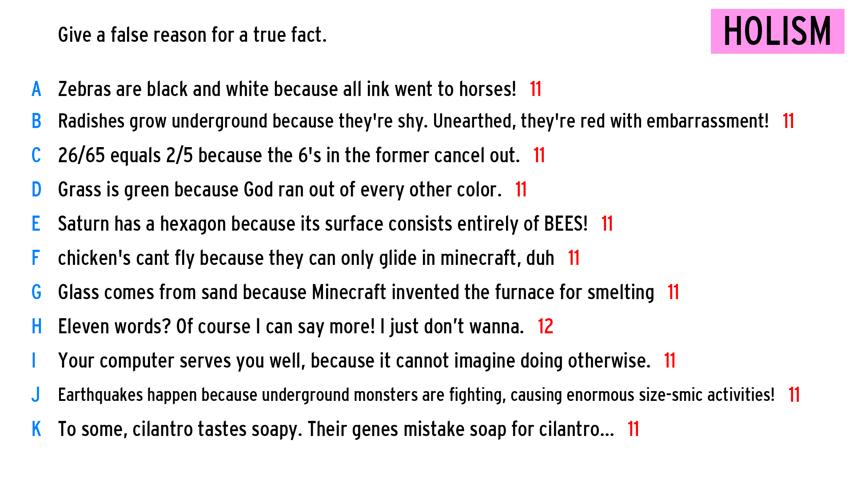 Give a false reason for a true fact.
HOLISM
A Zebras are black and white because all ink went to horses! 11
B Radishes grow underground because they're shy. Unearthed, they're red with embarrassment! 11
C 26/65 equals 2/5 because the 6's in the former cancel out. 11
D Grass is green because God ran out of every other color. 11
E Saturn has a hexagon because its surface consists entirely of BEES! 11
F chicken's cant fly because they can only glide in minecraft, duh 11
G Glass comes from sand because Minecraft invented the furnace for smelting 11
H Eleven words? Of course I can say more! I just don’t wanna. 12
I Your computer serves you well, because it cannot imagine doing otherwise. 11
J Earthquakes happen because underground monsters are fighting, causing enormous size-smic activities! 11
K To some, cilantro tastes soapy. Their genes mistake soap for cilantro... 11